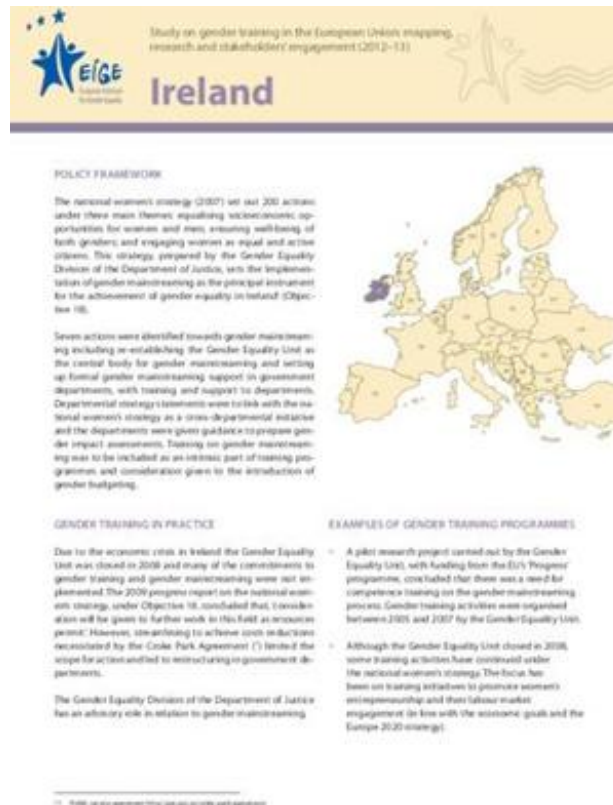 Study on gender training in the European Union: mapping,
research and stakeholders' engagement (2012–13)
EIGE
Ireland
POLICY FRAMEWORK
The national women's strategy (2007) set out 200 actions
under three main themes: equalising socioeconomic op-
portunities for women and men; ensuring well-being of
both genders; and engaging women as equal and active
citizens. This strategy, prepared by the Gender Equality
Division of the Department of Justice, sets the implemen-
tation of gender mainstreaming as the principal instrument
for the achievement of gender equality in Ireland (Objec-
tive 18).
Seven actions were identified towards gender mainstream-
ing including re-establishing the Gender Equality Unit as
the central body for gender mainstreaming and setting
up formal gender mainstreaming support in government
departments, with training and support to departments.
Departmental strategy statements were to link with the na-
tional women's strategy as a cross-departmental initiative
and the departments were given guidance to prepare gen-
der impact assessments. Training on gender mainstream-
ing was to be included as an intrinsic part of training pro-
grammes and consideration given to the introduction of
gender budgeting.
GENDER TRAINING IN PRACTICE
Due to the economic crisis in Ireland the Gender Equality
Unit was closed in 2008 and many of the commitments to
gender training and gender mainstreaming were not im-
plemented. The 2009 progress report on the national wom-
en's strategy, under Objective 18, concluded that, 'consider-
ation will be given to further work in this field as resources
permit'. However, streamlining to achieve costs reductions
necessitated by the Croke Park Agreement (¹) limited the
scope for action and led to restructuring in government de-
partments.
The Gender Equality Division of the Department of Justice
has an advisory role in relation to gender mainstreaming.
EXAMPLES OF GENDER TRAINING PROGRAMMES
A pilot research project carried out by the Gender
Equality Unit, with funding from the EU's 'Progress'
programme, concluded that there was a need for
competence training on the gender mainstreaming
process. Gender training activities were organised
between 2005 and 2007 by the Gender Equality Unit.
Although the Gender Equality Unit closed in 2008,
some training activities have continued under
the national women's strategy. The focus has
been on training initiatives to promote women's
entrepreneurship and their labour market
engagement (in line with the economic goals and the
Europe 2020 strategy).